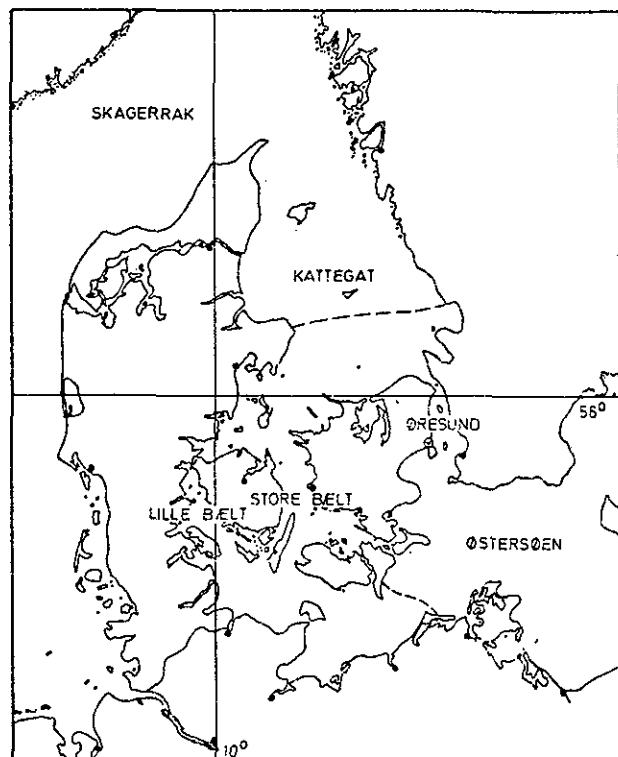 SKAGERRAK
KATTEGAT
56°
ØRESUND
STORE BÆLT
LILLE BÆLT
ØSTERSØEN
10°